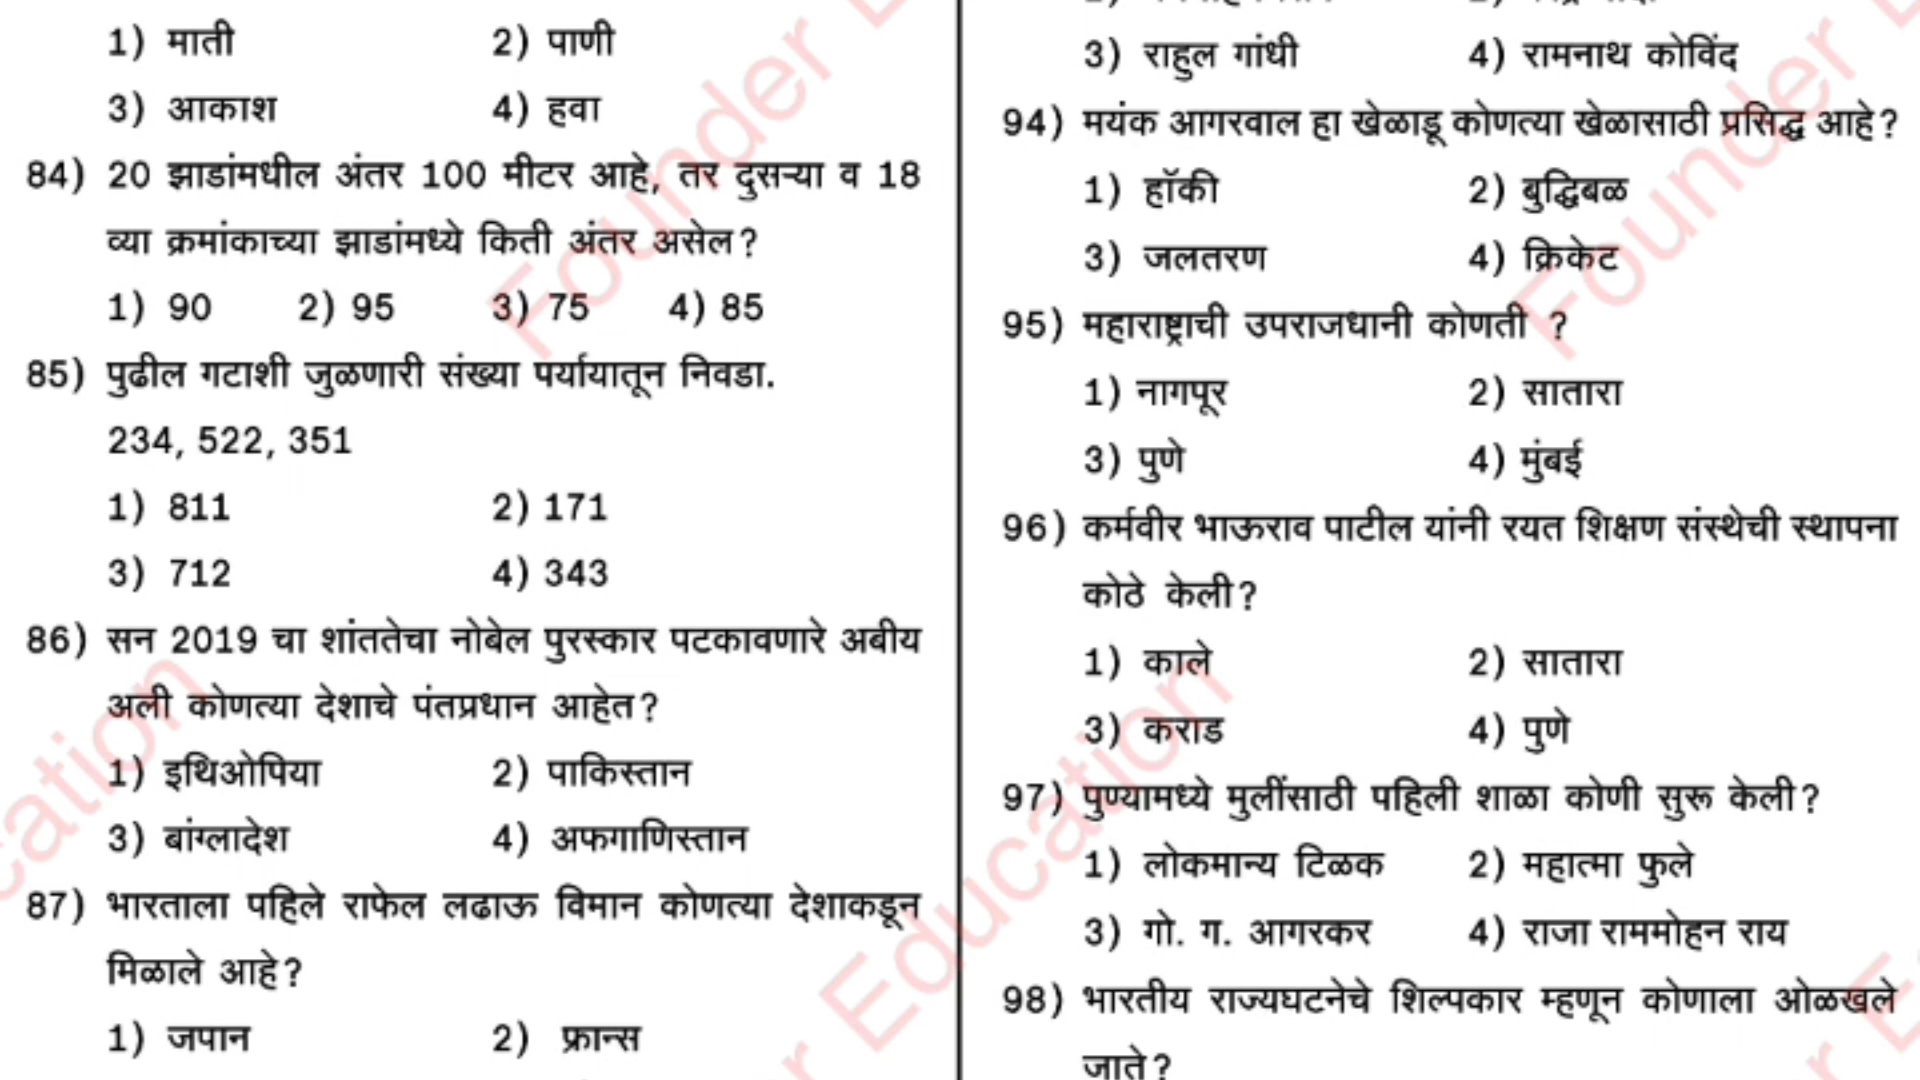 1) माती 2) पाणी
3) आकाश 4) हवा
84) 20 झाडांमधील अंतर 100 मीटर आहे, तर दुसऱ्या व 18
व्या क्रमांकाच्या झाडांमध्ये किती अंतर असेल?
1) 90 2) 95 3) 75 4) 85
85) पुढील गटाशी जुळणारी संख्या पर्यायातून निवडा.
234, 522, 351
1) 811 2) 171
3) 712 4) 343
86) सन 2019 चा शांततेचा नोबेल पुरस्कार पटकावणारे अबीय
अली कोणत्या देशाचे पंतप्रधान आहेत?
1) इथिओपिया 2) पाकिस्तान
3) बांग्लादेश 4) अफगाणिस्तान
87) भारताला पहिले राफेल लढाऊ विमान कोणत्या देशाकडून
मिळाले आहे?
1) जपान 2) फ्रान्स
3) राहुल गांधी 4) रामनाथ कोविंद
94) मयंक आगरवाल हा खेळाडू कोणत्या खेळासाठी प्रसिद्ध आहे?
1) हॉकी 2) बुद्धिबळ
3) जलतरण 4) क्रिकेट
95) महाराष्ट्राची उपराजधानी कोणती ?
1) नागपूर 2) सातारा
3) पुणे 4) मुंबई
96) कर्मवीर भाऊराव पाटील यांनी रयत शिक्षण संस्थेची स्थापना
कोठे केली?
1) काले 2) सातारा
3) कराड 4) पुणे
97) पुण्यामध्ये मुलींसाठी पहिली शाळा कोणी सुरू केली?
1) लोकमान्य टिळक 2) महात्मा फुले
3) गो. ग. आगरकर 4) राजा राममोहन राय
98) भारतीय राज्यघटनेचे शिल्पकार म्हणून कोणाला ओळखले
जाते?
Founder
Founder
cation
Education